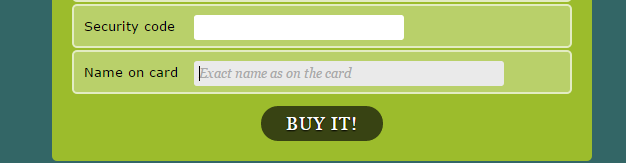 Security code
Name on card Exact name as on the card
BUY IT!